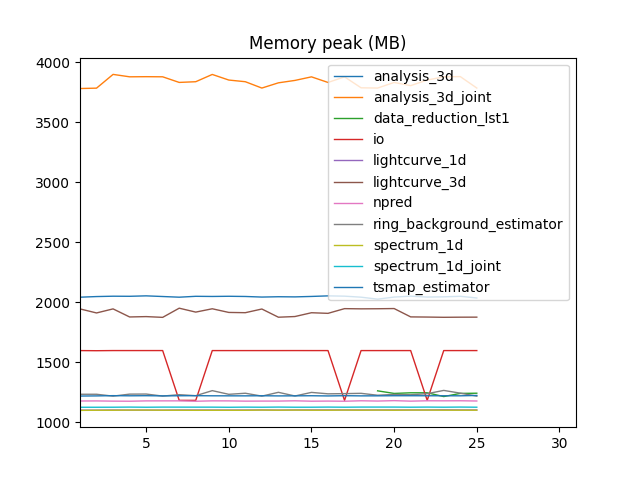 Memory peak (MB)
4000
3500
3000
2500
2000
1500
1000
5
10
15
20
25
30
analysis_3d
analysis_3d_joint
data_reduction_lst1
io
lightcurve_1d
lightcurve_3d
npred
ring_background_estimator
spectrum_1d
spectrum_1d_joint
tsmap_estimator